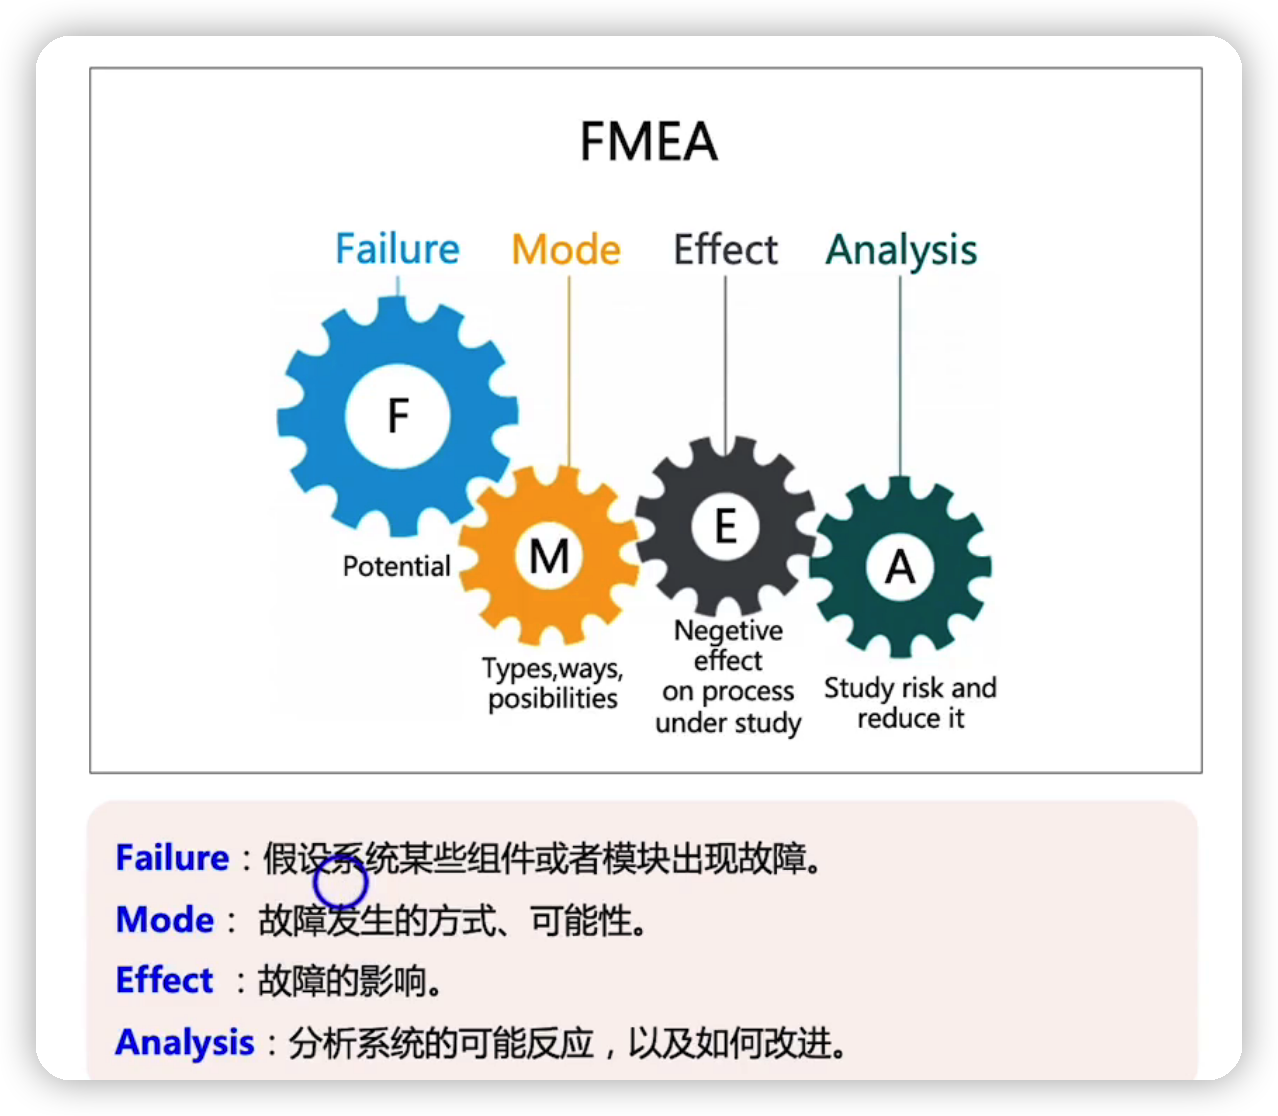 FMEA
Failure Mode Effect Analysis
F
M
E
A
Potential
Types,ways,
posibilities
Negetive
effect
on process
under study
Study risk and
reduce it
Failure：假设系统某些组件或者模块出现故障。
Mode： 故障发生的方式、可能性。
Effect ：故障的影响。
Analysis：分析系统的可能反应，以及如何改进。